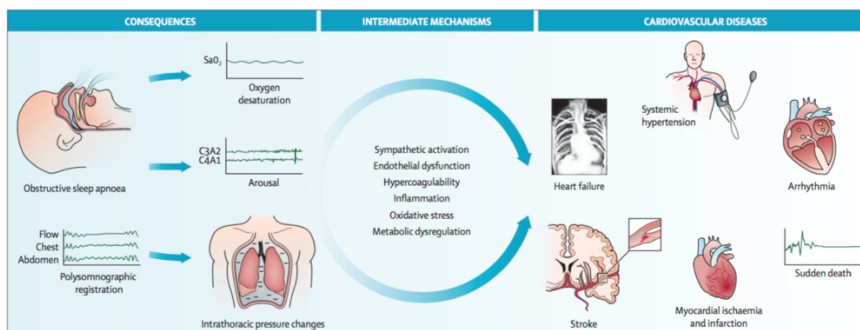 CONSEQUENCES
INTERMEDIATE MECHANISMS
CARDIOVASCULAR DISEASES
SaO₂
Oxygen
desaturation
C3A2
C4A1
Arousal
Obstructive sleep apnoea
Flow
Chest
Abdomen
Polysomnographic
registration
Intrathoracic pressure changes
Sympathetic activation
Endothelial dysfunction
Hypercoagulability
Inflammation
Oxidative stress
Metabolic dysregulation
Systemic
hypertension
Heart failure
Arrhythmia
Stroke
Myocardial ischaemia
and infarction
Sudden death